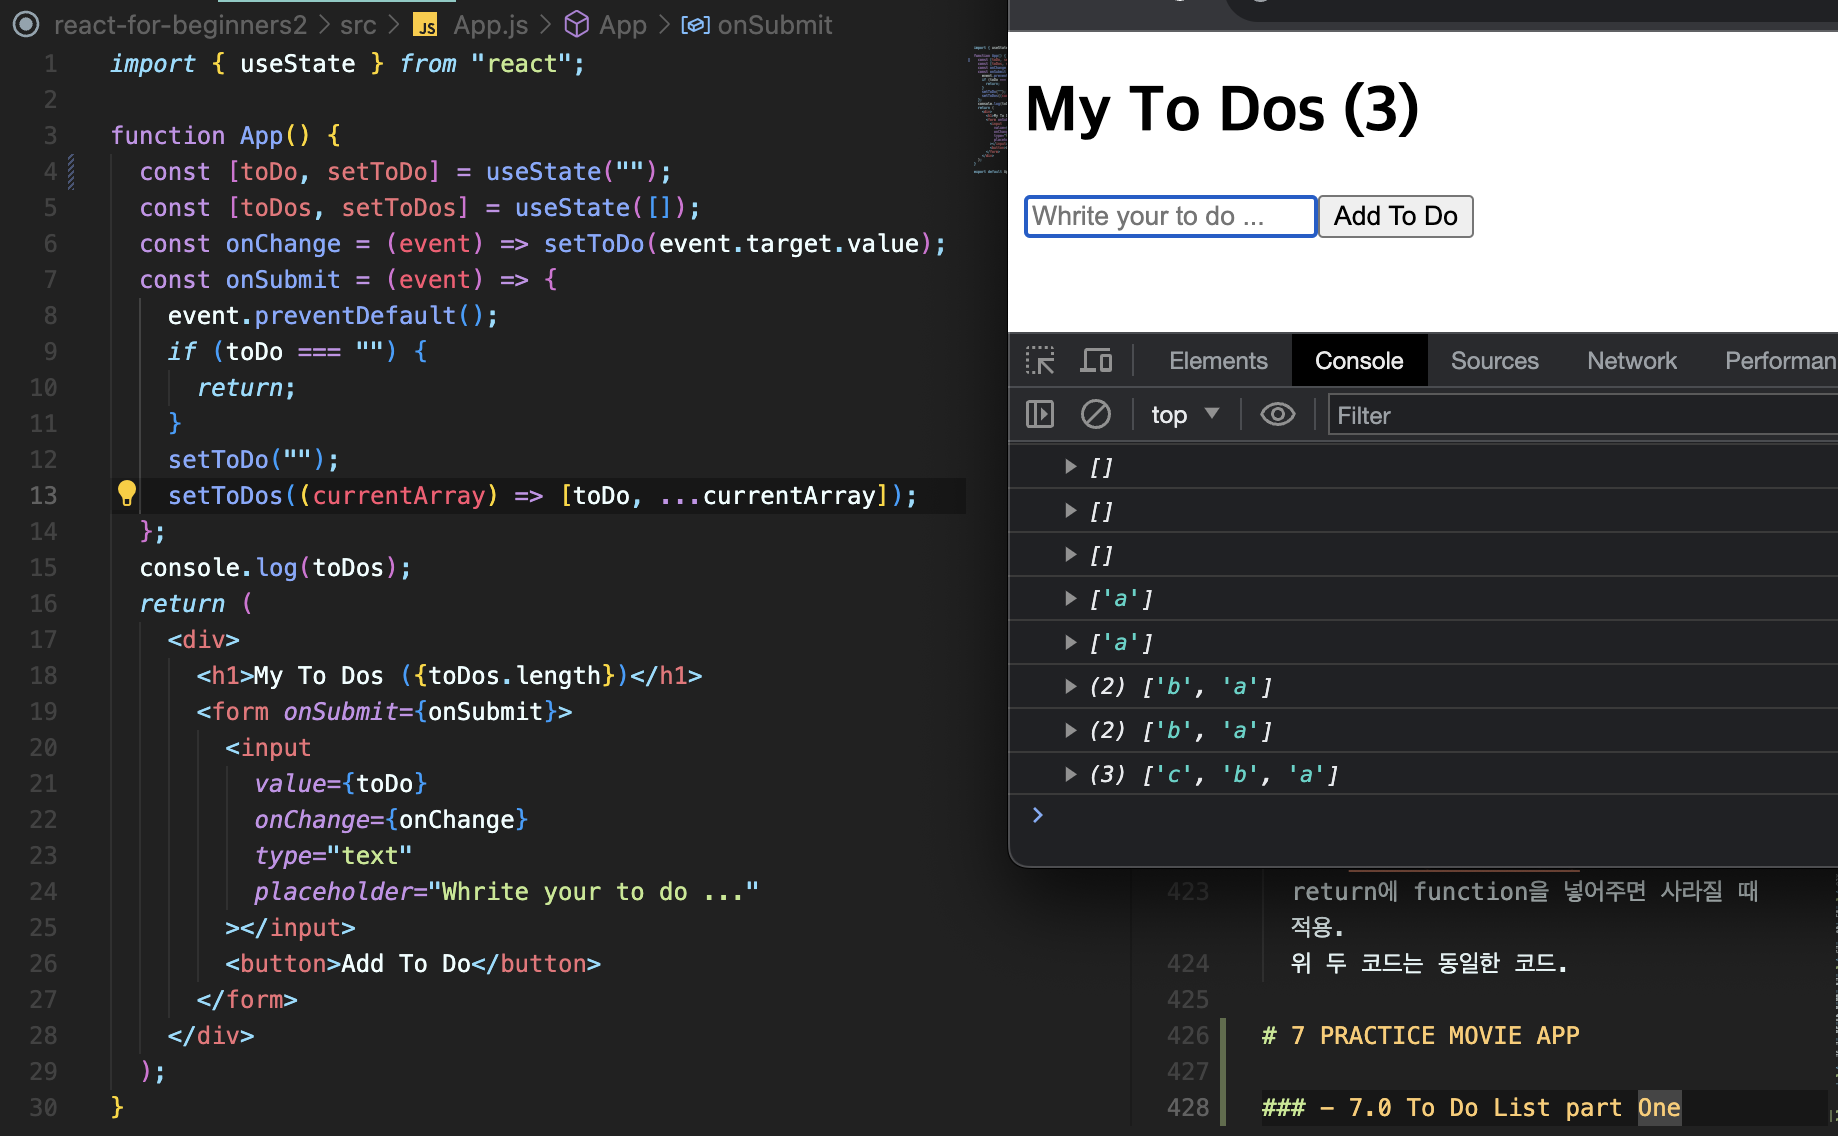 react-for-beginners2 > src > JS App.js > App > onSubmit
1 import { useState } from "react";
2
3 function App() {
4 const [toDo, setToDo] = useState("");
5 const [toDos, setToDos] = useState([]);
6 const onChange = (event) => setToDo(event.target.value);
7 const onSubmit = (event) => {
8 event.preventDefault();
9 if (toDo === "") {
10 return;
11 }
12 setToDo("");
13 setToDos((currentArray) => [toDo, ...currentArray]);
14 };
15 console.log(toDos);
16 return (
17 <div>
18 <h1>My To Dos ({toDos.length})</h1>
19 <form onSubmit={onSubmit}>
20 <input
21 value={toDo}
22 onChange={onChange}
23 type="text"
24 placeholder="Whrite your to do ..."
25 ></input>
26 <button>Add To Do</button>
27 </form>
28 </div>
29 );
30 }
My To Dos (3)
Whrite your to do ... Add To Do
Elements Console Sources Network Performan
top Filter
[]
[]
[]
['a']
['a']
(2) ['b', 'a']
(2) ['b', 'a']
(3) ['c', 'b', 'a']
>
423 return에 function을 넣어주면 사라질 때
적용.
424 위 두 코드는 동일한 코드.
425
426 # 7 PRACTICE MOVIE APP
427
428 ### - 7.0 To Do List part One